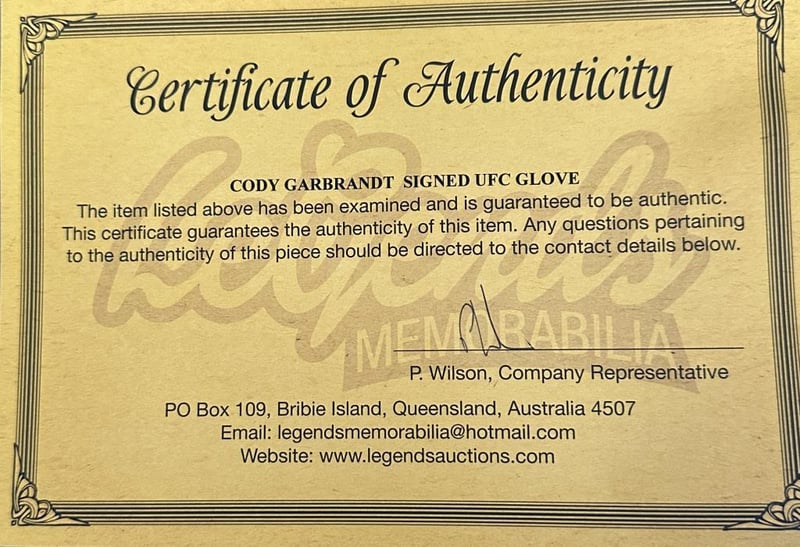 Certificate of Authenticity
Legends
MEMORABILIA
CODY GARBRANDT SIGNED UFC GLOVE
The item listed above has been examined and is guaranteed to be authentic.
This certificate guarantees the authenticity of this item. Any questions pertaining
to the authenticity of this piece should be directed to the contact details below.
P. Wilson, Company Representative
PO Box 109, Bribie Island, Queensland, Australia 4507
Email: legendsmemorabilia@hotmail.com
Website: www.legendsauctions.com